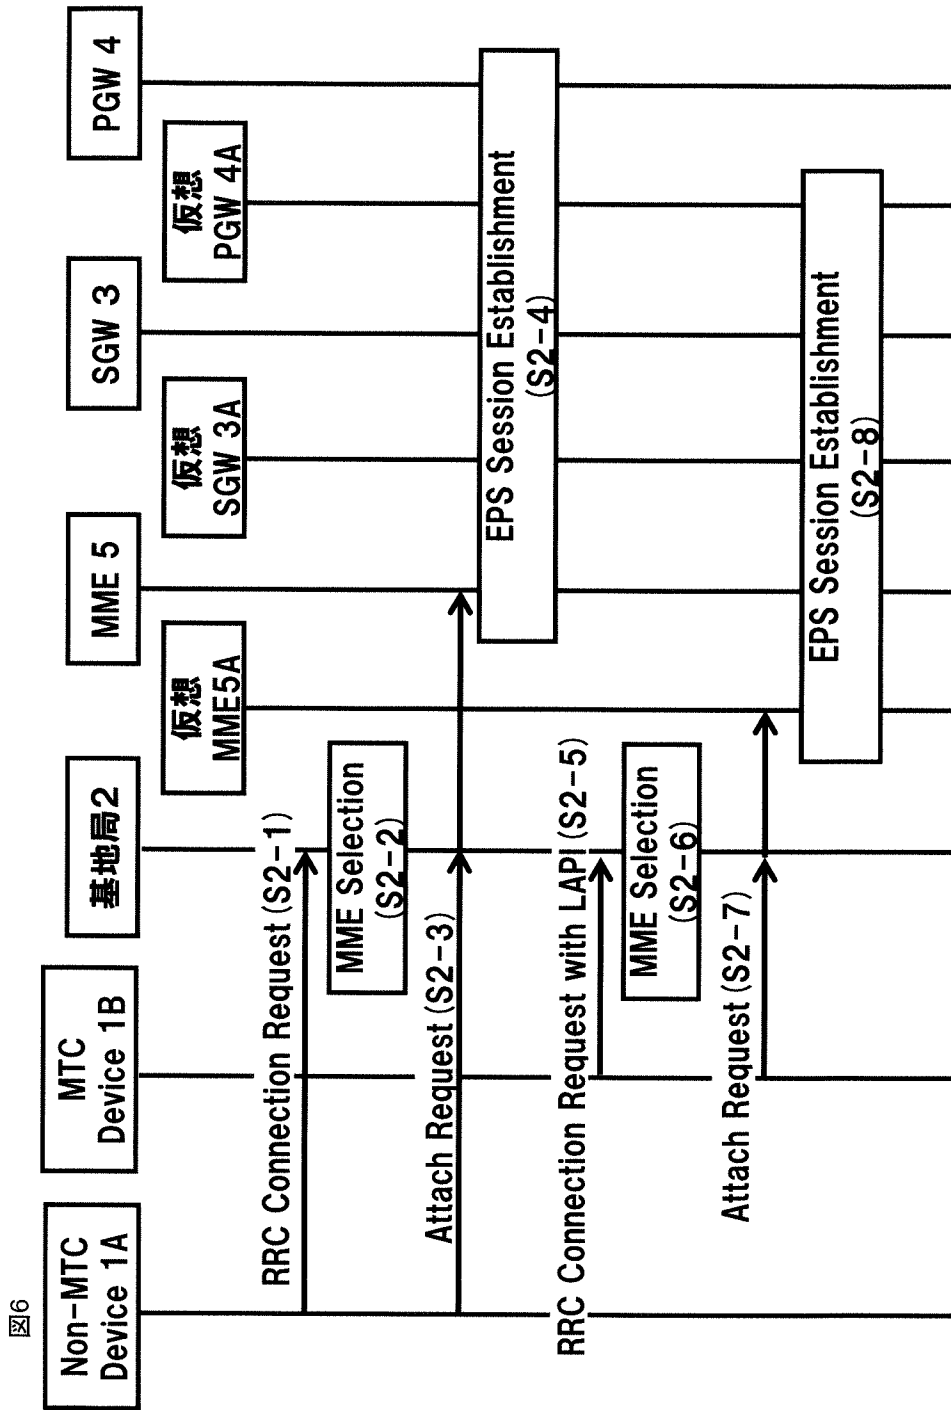 図6
Non-MTC
Device 1A
MTC
Device 1B
基地局2
仮想
MME5A
MME 5
仮想
SGW 3A
SGW 3
仮想
PGW 4A
PGW 4
RRC Connection Request(S2-1)
MME Selection
(S2-2)
Attach Request(S2-3)
EPS Session Establishment
(S2-4)
RRC Connection Request with LAPI(S2-5)
MME Selection
(S2-6)
Attach Request(S2-7)
EPS Session Establishment
(S2-8)